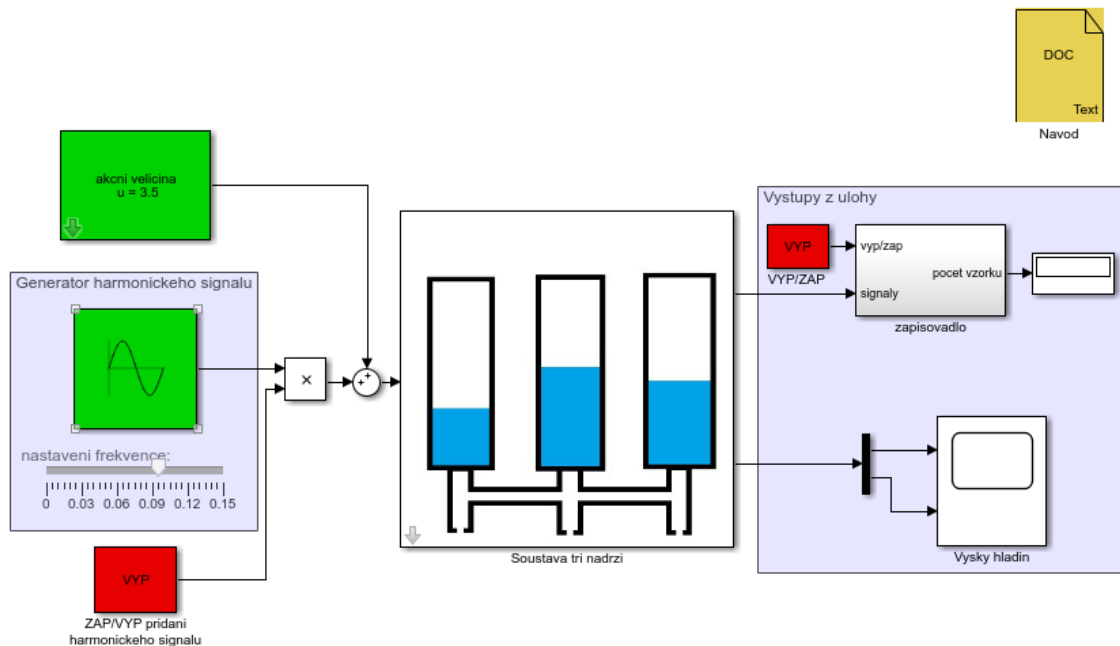 DOC
Text
Navod
akcni velicina
u = 3.5
Generator harmonickeho signalu
nastaveni frekvence:
0 0.03 0.06 0.09 0.12 0.15
VYP
ZAP/VYP pridani
harmonickeho signalu
×
Soustava tri nadrzi
Vystupy z ulohy
VYP
VYP/ZAP
vyp/zap
signaly
pocet vzorku
zapisovadlo
Vysky hladin